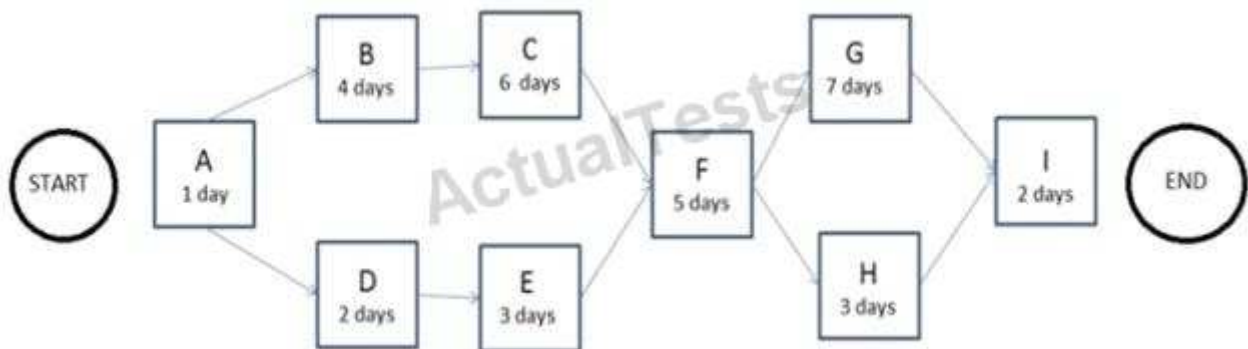 START
A
1 day
B
4 days
C
6 days
D
2 days
E
3 days
F
5 days
G
7 days
H
3 days
I
2 days
END
ActualTests